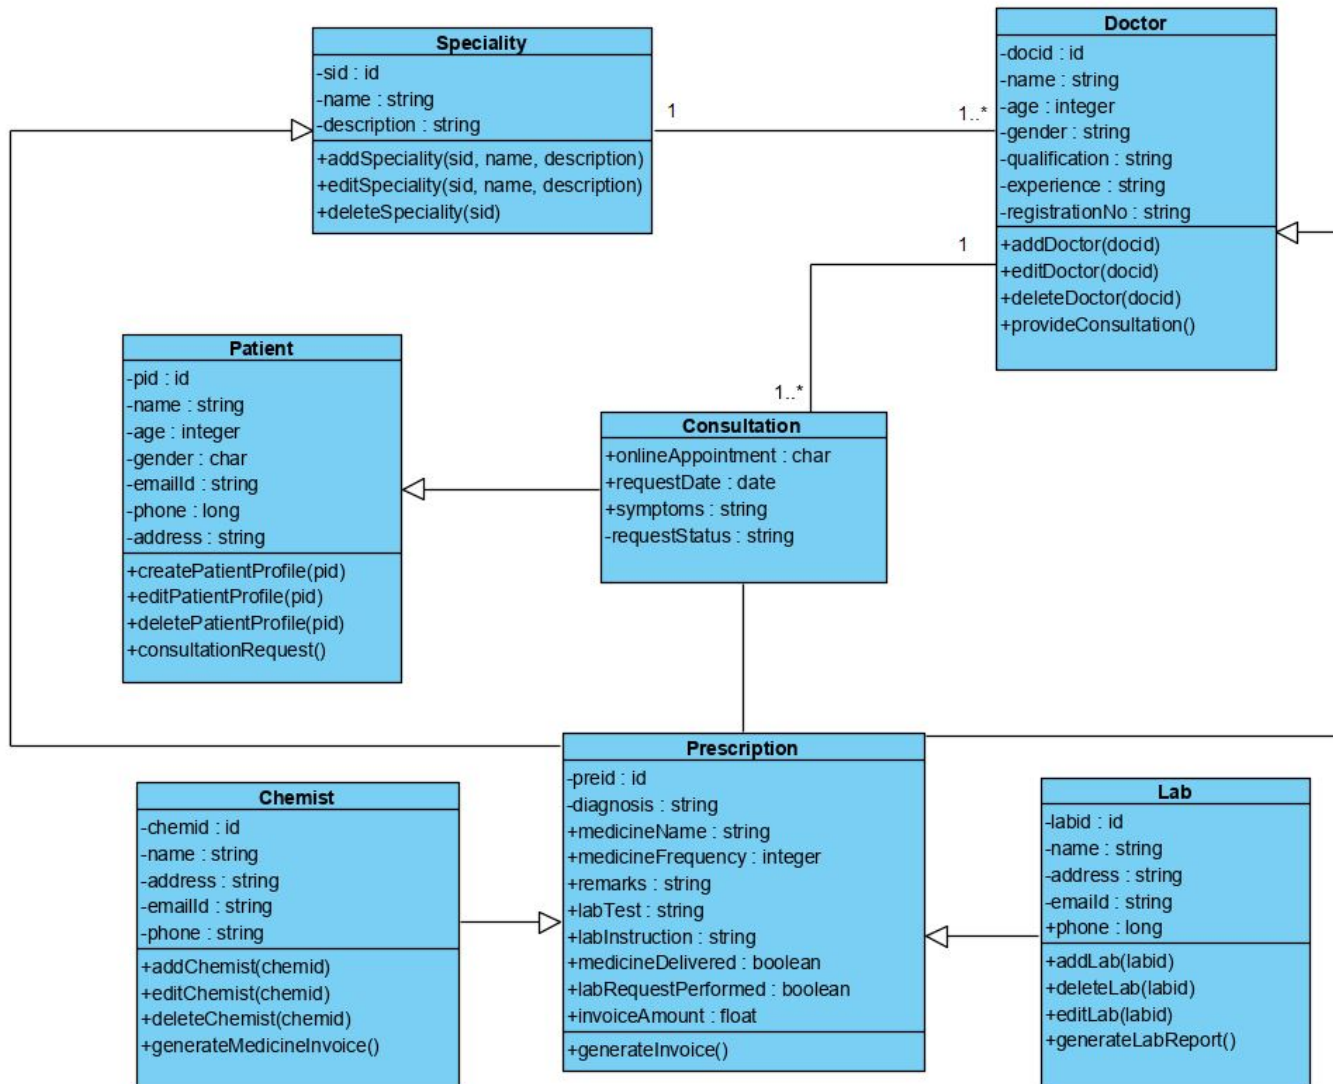 Speciality
-sid : id
-name : string
-description : string
+addSpeciality(sid, name, description)
+editSpeciality(sid, name, description)
+deleteSpeciality(sid)
1
1..*
Doctor
-docid : id
-name : string
-age : integer
-gender : string
-qualification : string
-experience : string
-registrationNo : string
+addDoctor(docid)
+editDoctor(docid)
+deleteDoctor(docid)
+provideConsultation()
1
1..*
Patient
-pid : id
-name : string
-age : integer
-gender : char
-emailId : string
-phone : long
-address : string
+createPatientProfile(pid)
+editPatientProfile(pid)
+deletePatientProfile(pid)
+consultationRequest()
Consultation
+onlineAppointment : char
+requestDate : date
+symptoms : string
-requestStatus : string
Chemist
-chemid : id
-name : string
-address : string
-emailId : string
-phone : string
+addChemist(chemid)
+editChemist(chemid)
+deleteChemist(chemid)
+generateMedicineInvoice()
Prescription
-preid : id
-diagnosis : string
+medicineName : string
+medicineFrequency : integer
+remarks : string
+labTest : string
+labInstruction : string
+medicineDelivered : boolean
+labRequestPerformed : boolean
+invoiceAmount : float
+generateInvoice()
Lab
-labid : id
-name : string
-address : string
-emailId : string
+phone : long
+addLab(labid)
+deleteLab(labid)
+editLab(labid)
+generateLabReport()